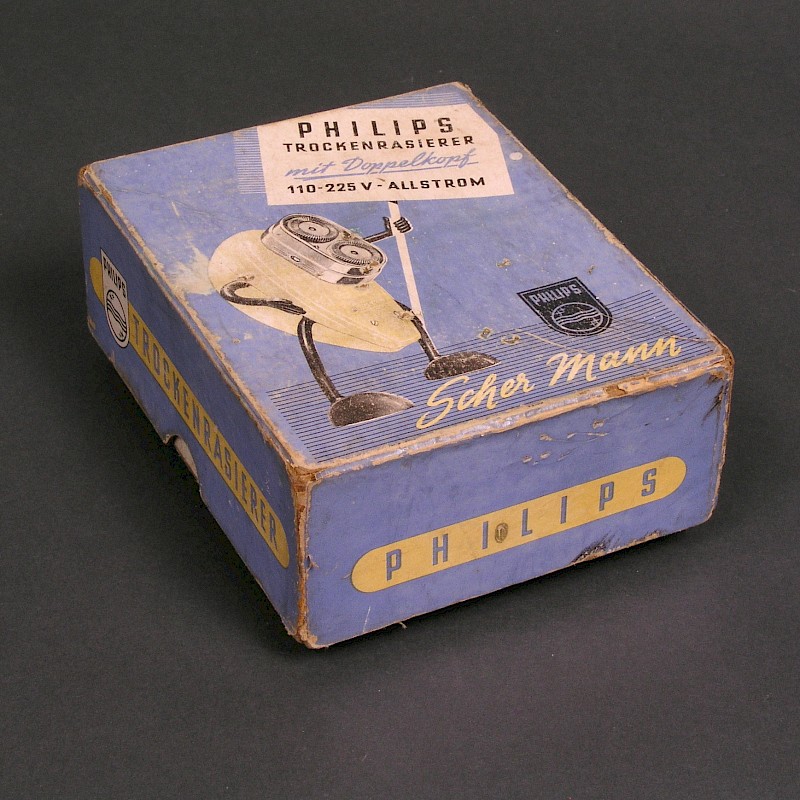 PHILIPS
TROCKENRASIERER
mit Doppelkopf
110-225 V - ALLSTROM
PHILIPS
Scher Mann
PHILIPS
TROCKENRASIERER
PHILIPS